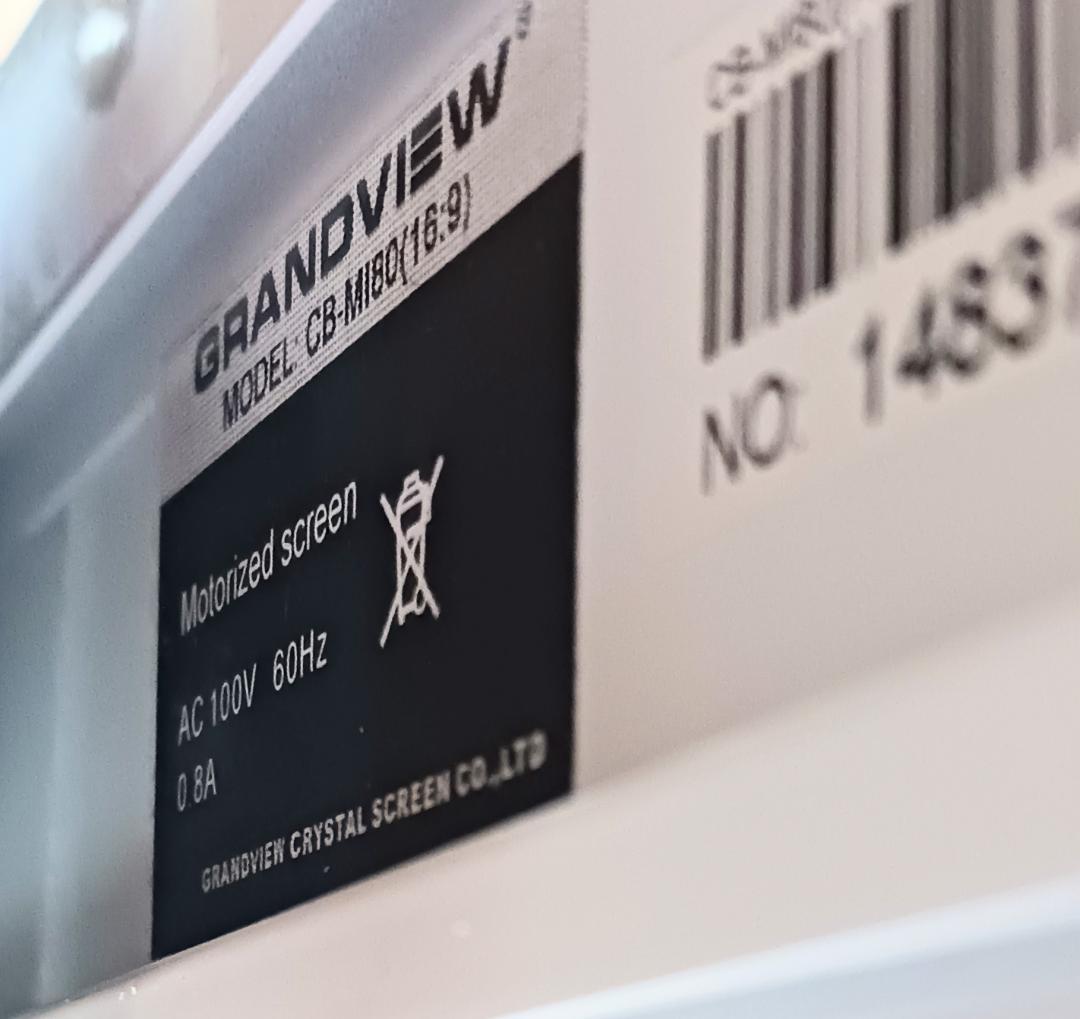 GRANDVIEW
MODEL: CB-MI80(16:9)
Motorized screen
AC 100V 60Hz
0.8A
GRANDVIEW CRYSTAL SCREEN CO.,LTD
NO: 14837